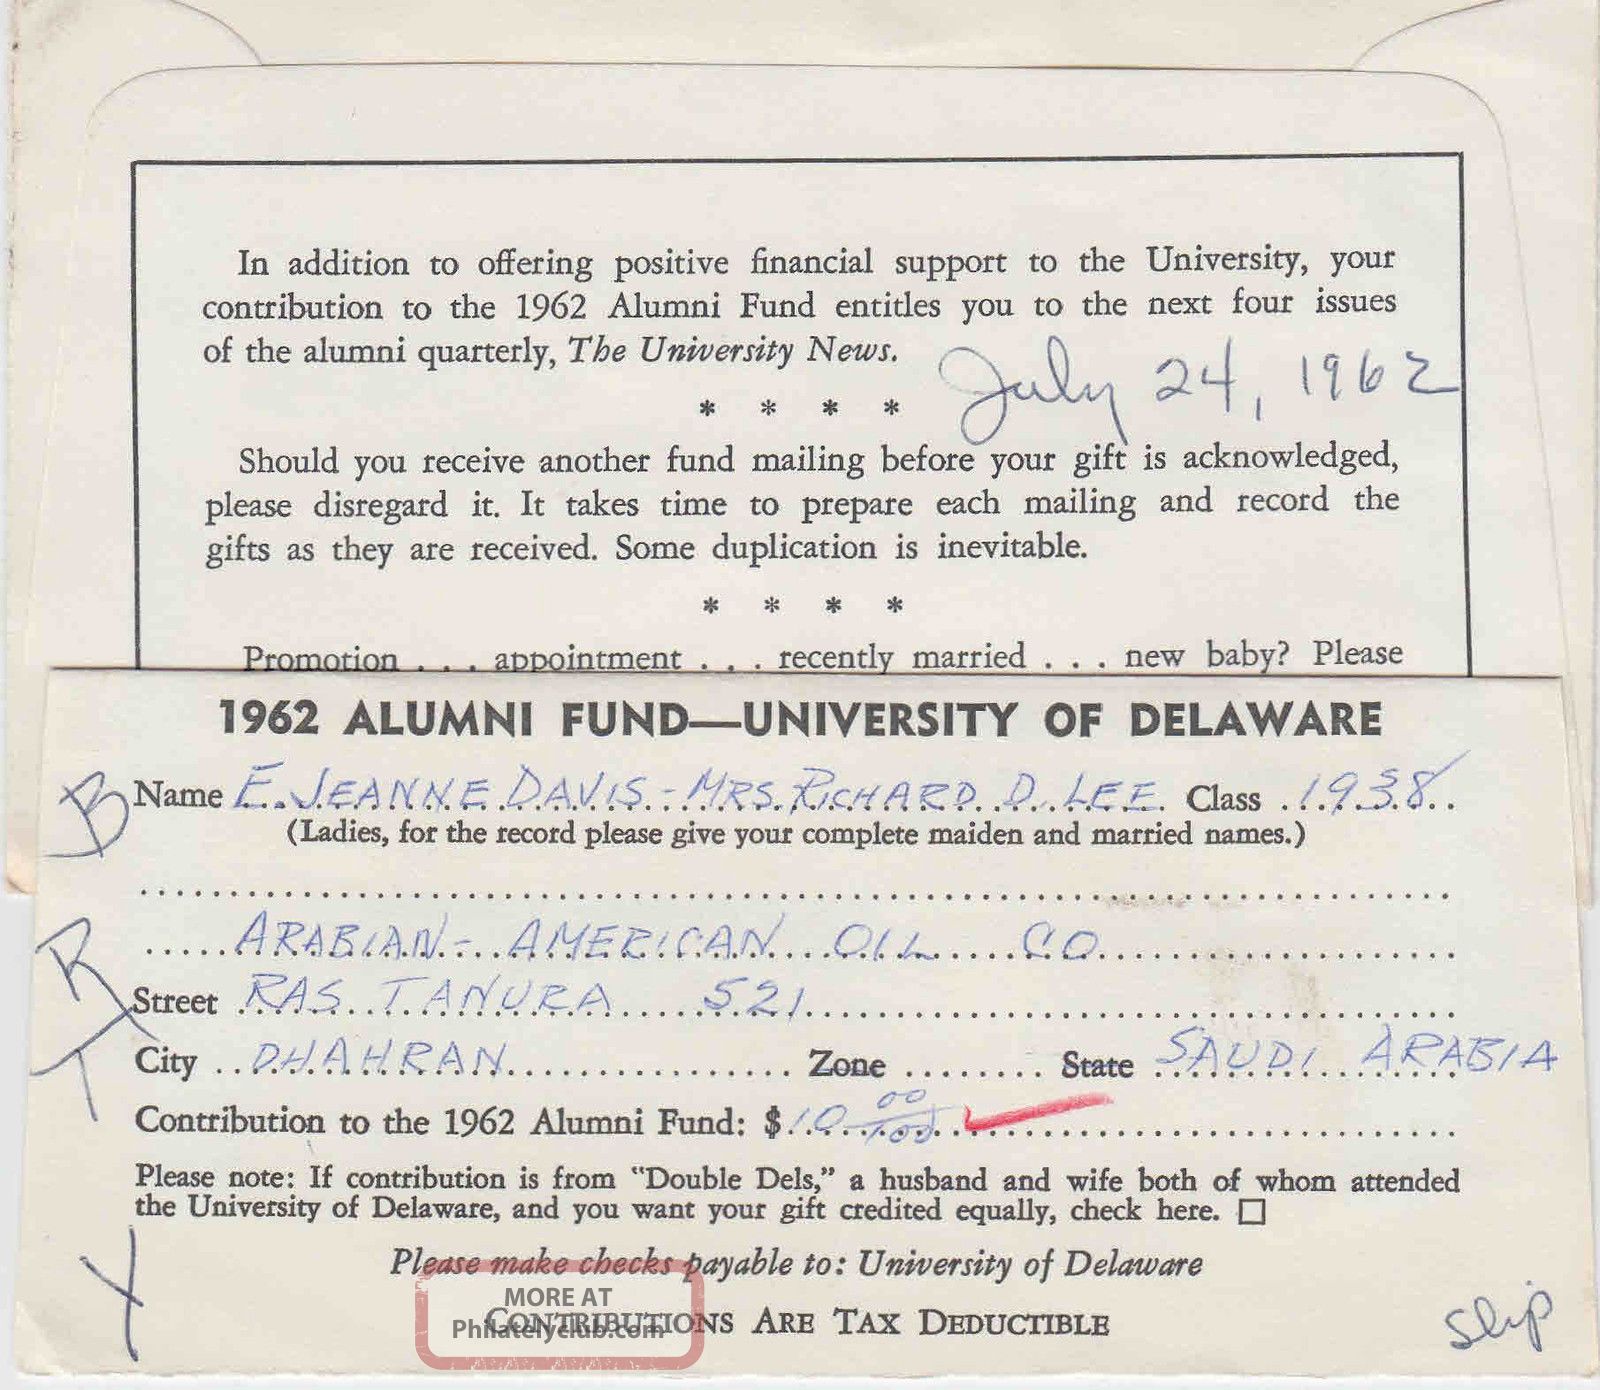 In addition to offering positive financial support to the University, your
contribution to the 1962 Alumni Fund entitles you to the next four issues
of the alumni quarterly, The University News.
July 24, 1962
* * * *
Should you receive another fund mailing before your gift is acknowledged,
please disregard it. It takes time to prepare each mailing and record the
gifts as they are received. Some duplication is inevitable.
* * * *
Promotion . . . appointment . . . recently married . . . new baby? Please
1962 ALUMNI FUND—UNIVERSITY OF DELAWARE
B
Name E. JEANNE DAVIS - MRS. RICHARD D. LEE Class 1938
(Ladies, for the record please give your complete maiden and married names.)
ARABIAN - AMERICAN OIL CO
R
Street RAS TANURA 521
T
City DHAHRAN Zone State SAUDI ARABIA
Contribution to the 1962 Alumni Fund: $10 00/100
Please note: If contribution is from "Double Dels," a husband and wife both of whom attended
the University of Delaware, and you want your gift credited equally, check here. ☐
Y
Please make checks payable to: University of Delaware
CONTRIBUTIONS ARE TAX DEDUCTIBLE
slip
MORE AT
Philatelyclub.com